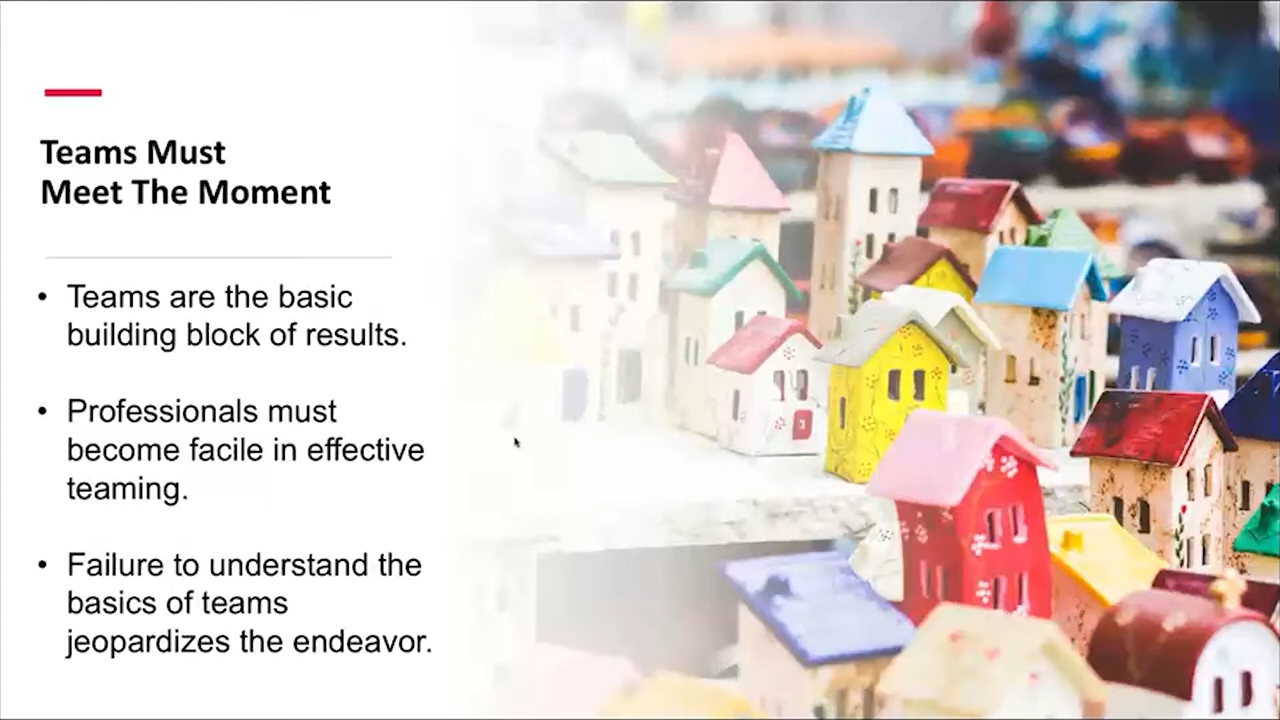 Teams Must
Meet The Moment
• Teams are the basic
building block of results.
• Professionals must
become facile in effective
teaming.
• Failure to understand the
basics of teams
jeopardizes the endeavor.